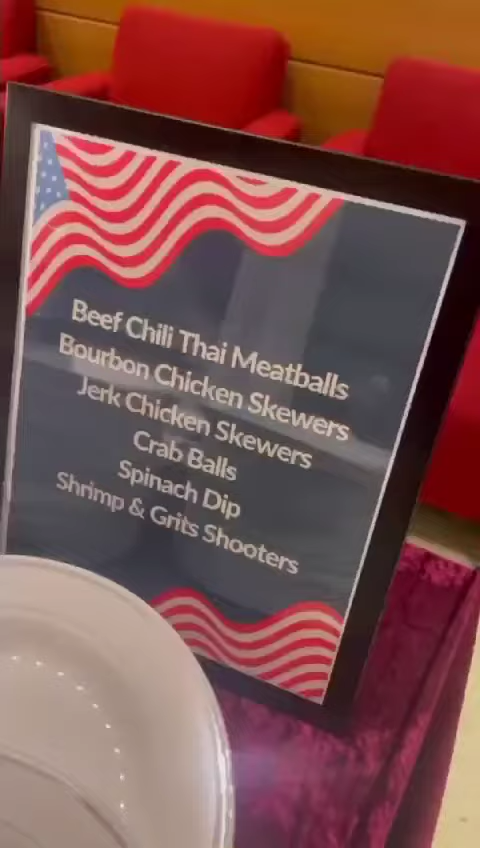 Beef Chili Thai Meatballs
Bourbon Chicken Skewers
Jerk Chicken Skewers
Crab Balls
Spinach Dip
Shrimp & Grits Shooters